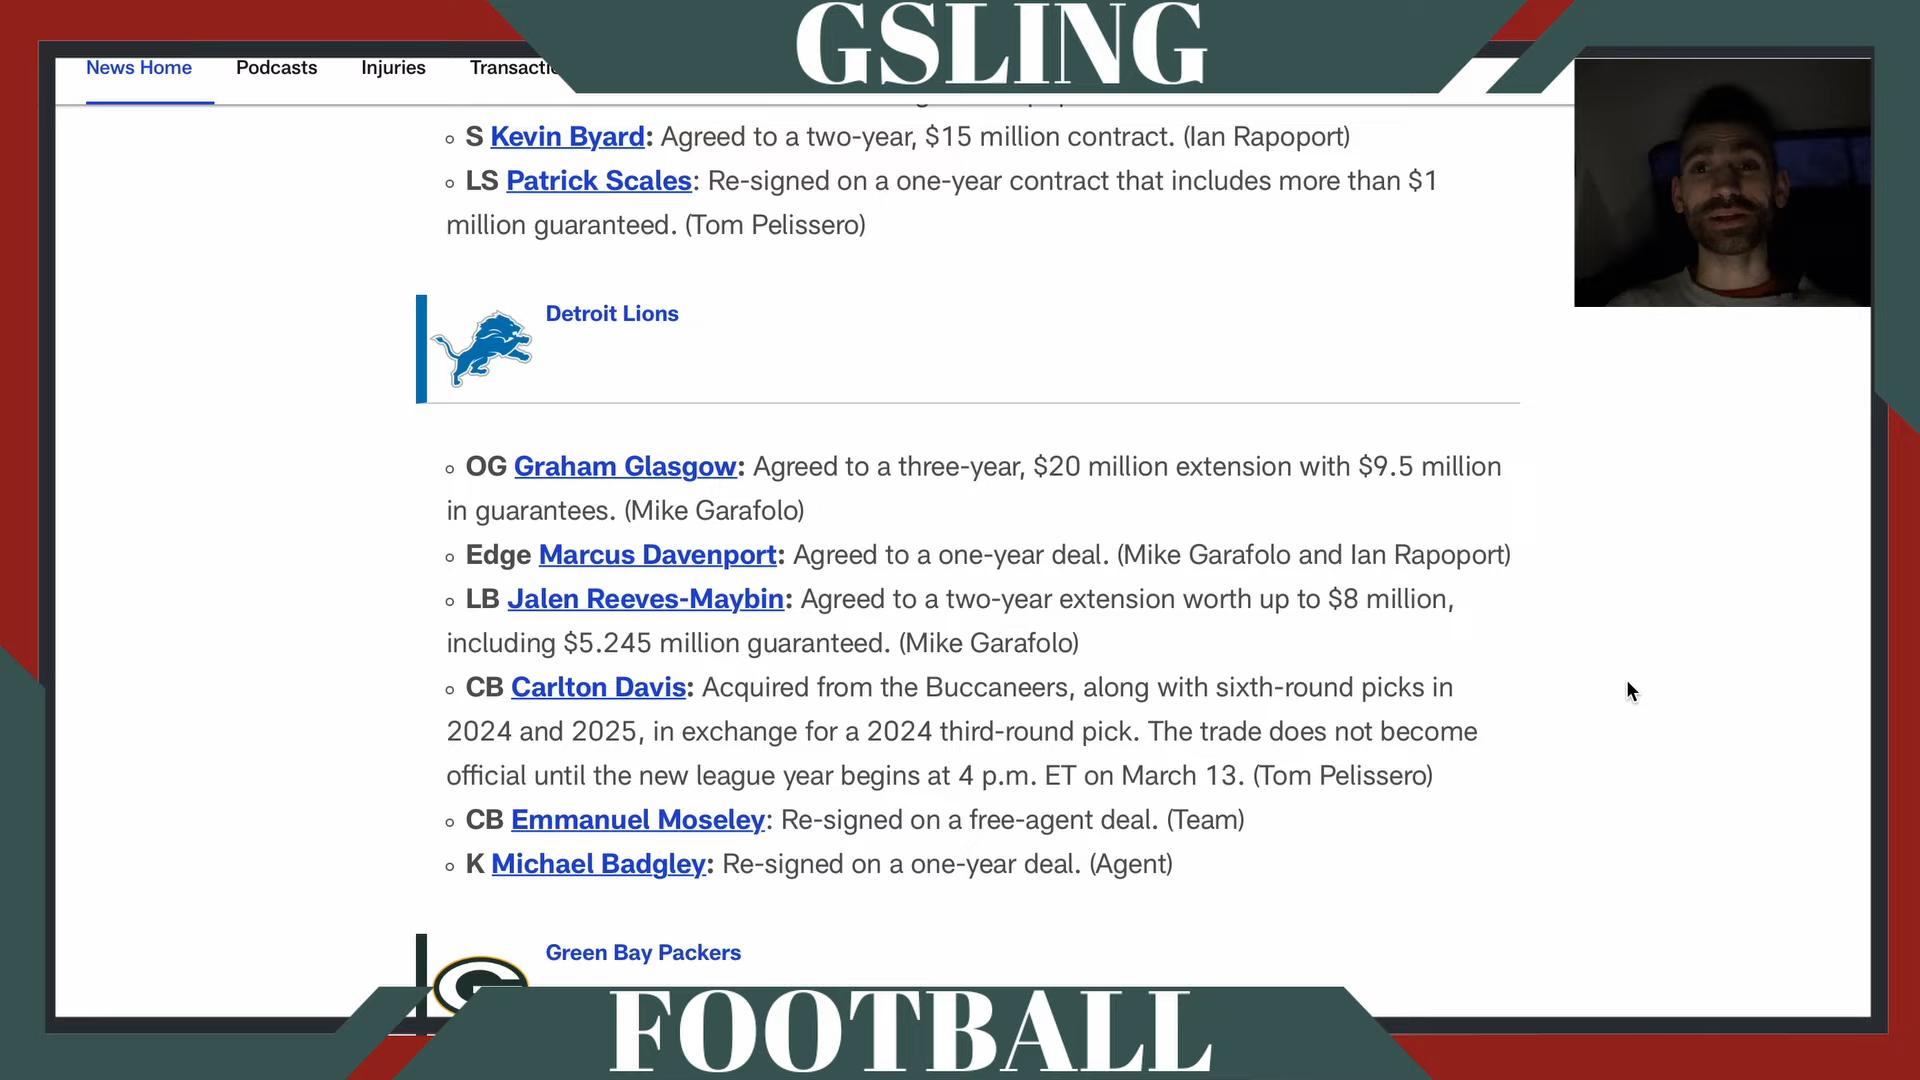 GSLING
News Home Podcasts Injuries
S Kevin Byard: Agreed to a two-year, $15 million contract. (Ian Rapoport)
LS Patrick Scales: Re-signed on a one-year contract that includes more than $1
million guaranteed. (Tom Pelissero)
Detroit Lions
OG Graham Glasgow: Agreed to a three-year, $20 million extension with $9.5 million
in guarantees. (Mike Garafolo)
Edge Marcus Davenport: Agreed to a one-year deal. (Mike Garafolo and Ian Rapoport)
LB Jalen Reeves-Maybin: Agreed to a two-year extension worth up to $8 million,
including $5.245 million guaranteed. (Mike Garafolo)
CB Carlton Davis: Acquired from the Buccaneers, along with sixth-round picks in
2024 and 2025, in exchange for a 2024 third-round pick. The trade does not become
official until the new league year begins at 4 p.m. ET on March 13. (Tom Pelissero)
CB Emmanuel Moseley: Re-signed on a free-agent deal. (Team)
K Michael Badgley: Re-signed on a one-year deal. (Agent)
Green Bay Packers
FOOTBALL